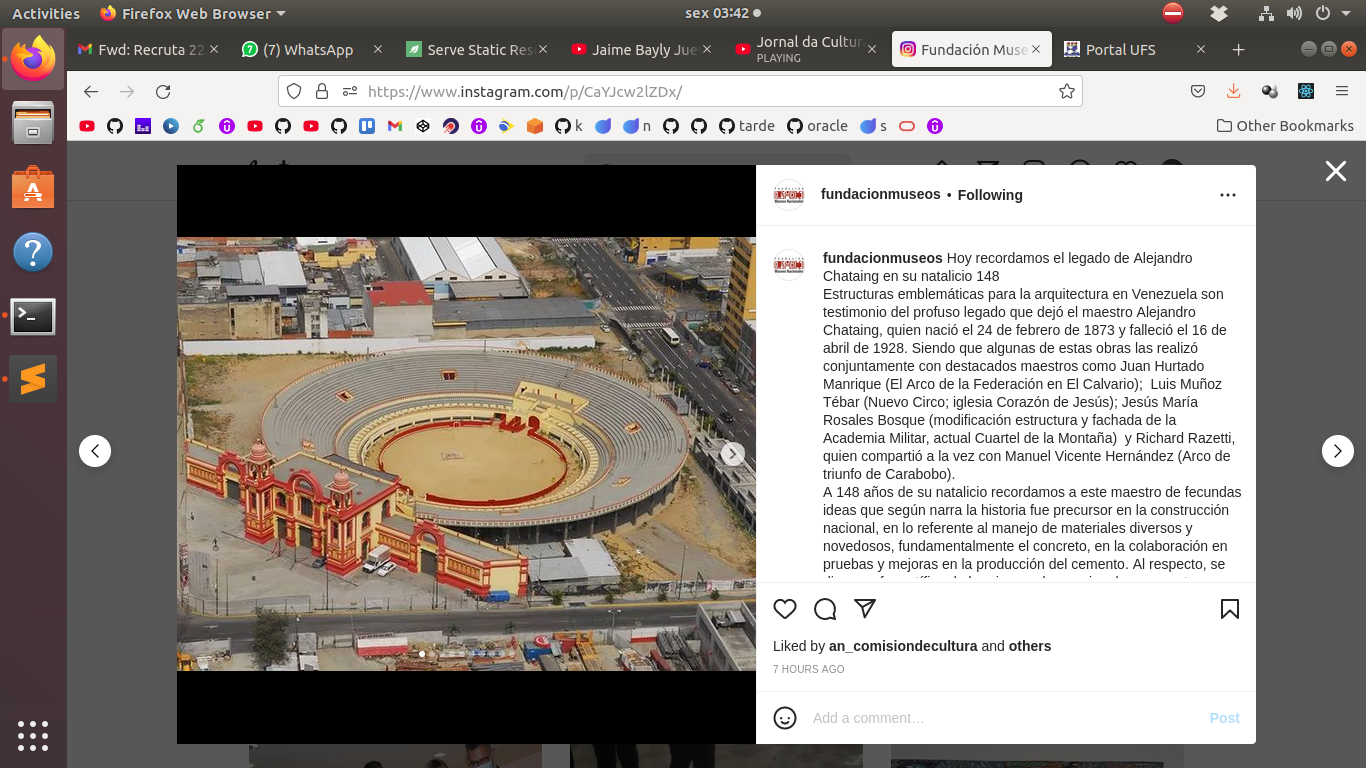 Activities
Firefox Web Browser
sex 03:42
Fwd: Recruta 22
(7) WhatsApp
Serve Static Res
Jaime Bayly Jue
Jornal da Cultur
PLAYING
Fundación Muse
Portal UFS
https://www.instagram.com/p/CaYJcw2lZDx/
k
n
tarde
oracle
s
Other Bookmarks
fundacionmuseos • Following
fundacionmuseos Hoy recordamos el legado de Alejandro
Chataing en su natalicio 148
Estructuras emblemáticas para la arquitectura en Venezuela son
testimonio del profuso legado que dejó el maestro Alejandro
Chataing, quien nació el 24 de febrero de 1873 y falleció el 16 de
abril de 1928. Siendo que algunas de estas obras las realizó
conjuntamente con destacados maestros como Juan Hurtado
Manrique (El Arco de la Federación en El Calvario); Luis Muñoz
Tébar (Nuevo Circo; iglesia Corazón de Jesús); Jesús María
Rosales Bosque (modificación estructura y fachada de la
Academia Militar, actual Cuartel de la Montaña) y Richard Razetti,
quien compartió a la vez con Manuel Vicente Hernández (Arco de
triunfo de Carabobo).
A 148 años de su natalicio recordamos a este maestro de fecundas
ideas que según narra la historia fue precursor en la construcción
nacional, en lo referente al manejo de materiales diversos y
novedosos, fundamentalmente el concreto, en la colaboración en
pruebas y mejoras en la producción del cemento. Al respecto, se
Liked by an_comisiondecultura and others
7 HOURS AGO
Add a comment…
Post